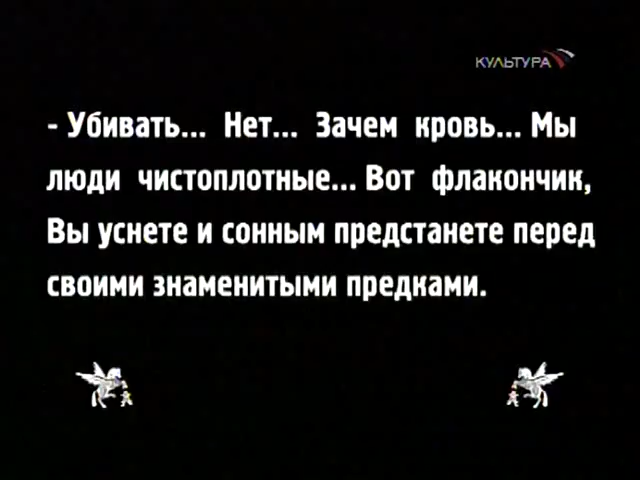 КУЛЬТУРА
- Убивать... Нет... Зачем кровь... Мы
люди чистоплотные... Вот флакончик,
Вы уснете и сонным предстанете перед
своими знаменитыми предками.